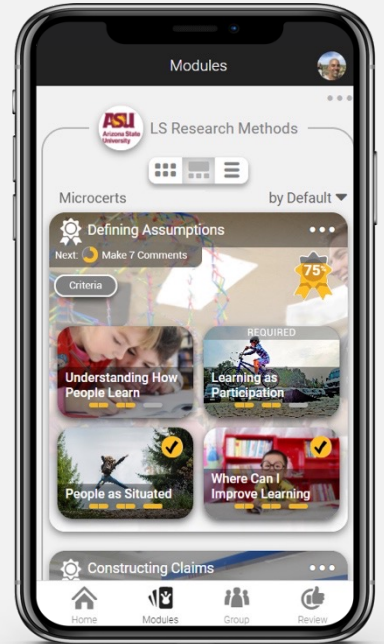 Modules
ASU
Arizona State
University
LS Research Methods
Microcerts
by Default
Defining Assumptions
Next: Make 7 Comments
75%
Criteria
Understanding How
People Learn
REQUIRED
Learning as
Participation
People as Situated
Where Can I
Improve Learning
Constructing Claims
Home
Modules
Group
Review